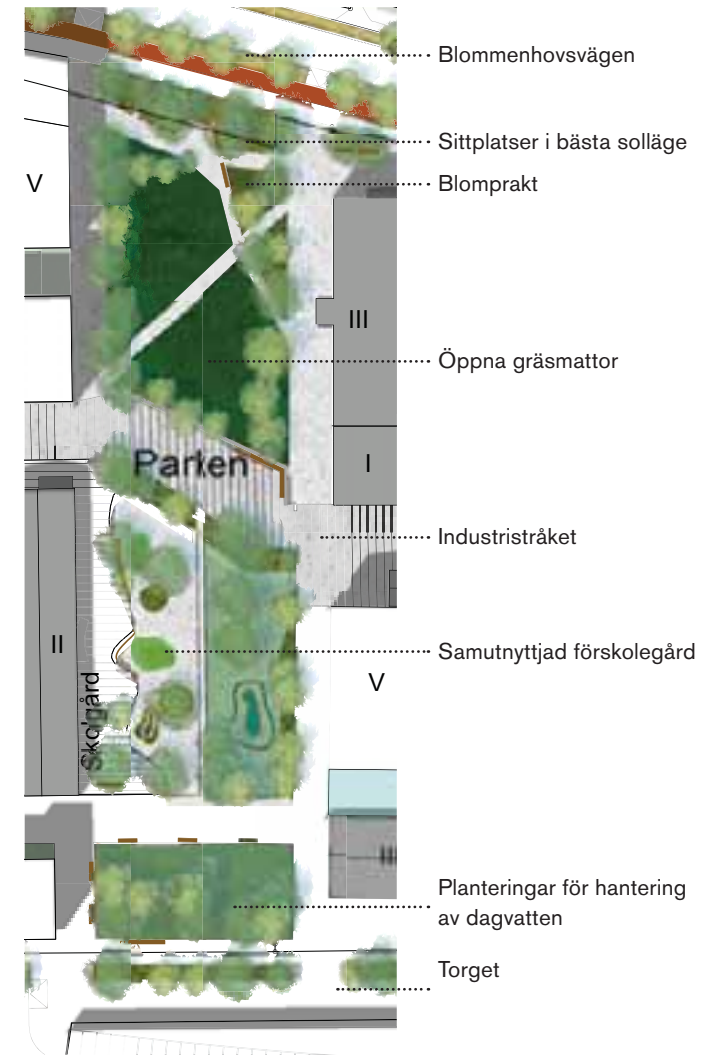 Blommenhovsvägen
Sittplatser i bästa solläge
V
Blomprakt
III
Öppna gräsmattor
Parken
I
I
Industristråket
II
Samutnyttjad förskolegård
V
Skolgård
III
Planteringar för hantering
av dagvatten
Torget